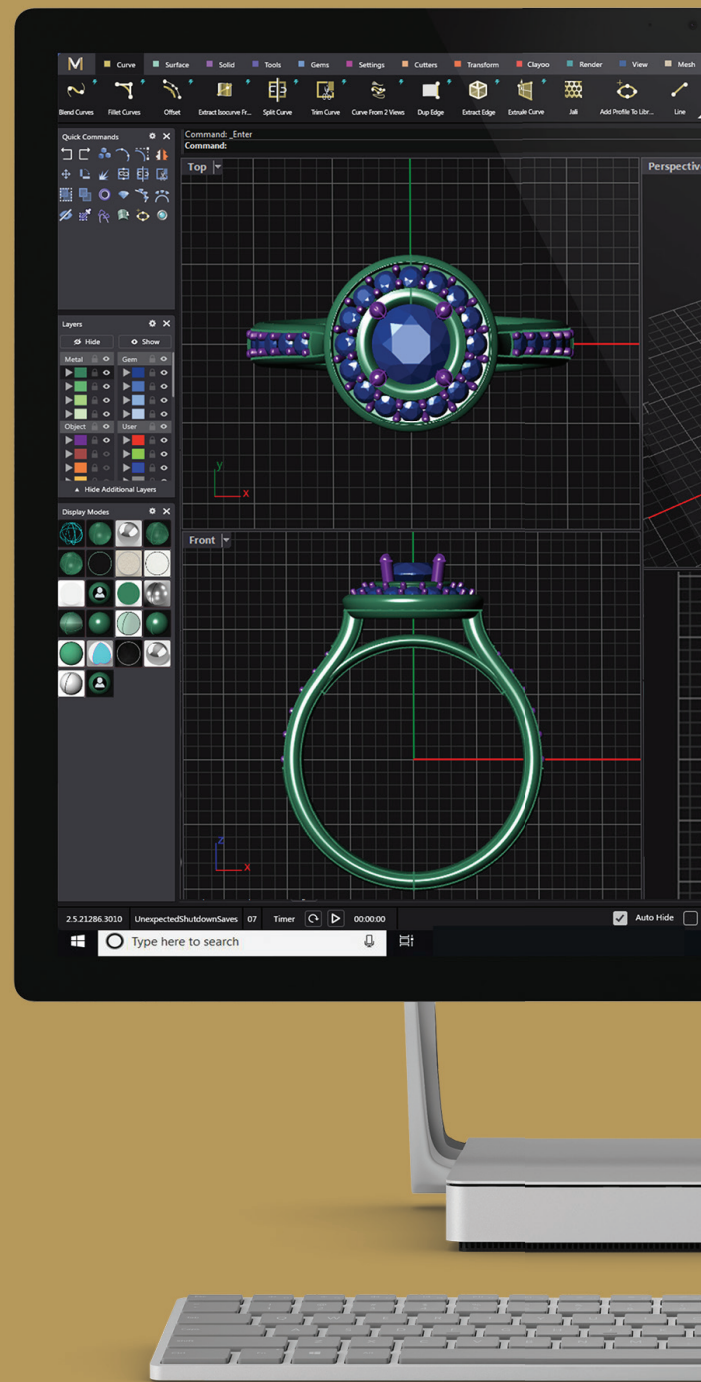 M Curve Surface Solid Tools Gems Settings Cutters Transform Clayoo Render View Mesh
Blend Curves Fillet Curves Offset Extract Isocurve Fr... Split Curve Trim Curve Curve From 2 Views Dup Edge Extract Edge Extrude Curve Jali Add Profile To Libr... Line
Quick Commands
Command: _Enter
Command:
Top
Perspectiv
Layers
Hide Show
Metal Gem
Object User
Hide Additional Layers
y
x
Display Modes
Front
z
x
2.5.21286.3010 UnexpectedShutdownSaves 07 Timer 00:00:00 Auto Hide
Type here to search